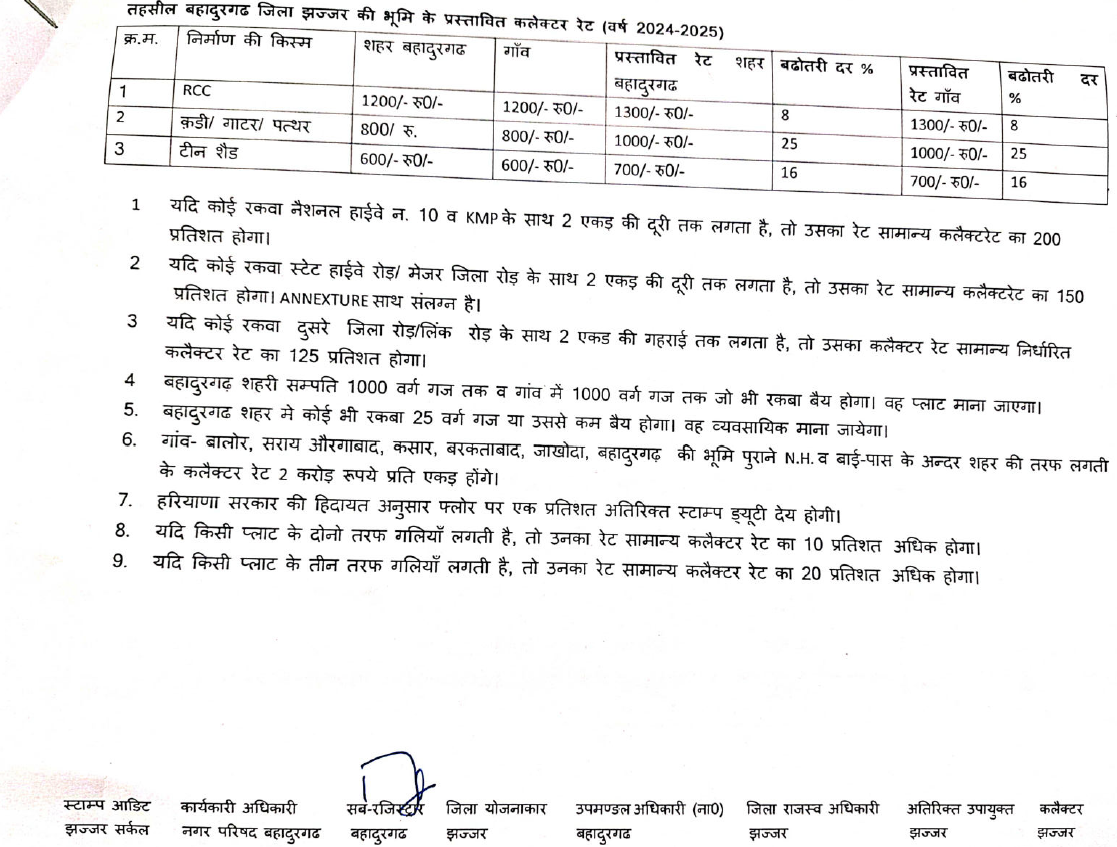 तहसील बहादुरगढ जिला झज्जर की भूमि के प्रस्तावित कलेक्टर रेट (वर्ष 2024-2025)
क्र.म. निर्माण की किस्म शहर बहादुरगढ गाँव प्रस्तावित रेट शहर बहादुरगढ बढोतरी दर % प्रस्तावित रेट गाँव बढोतरी दर %
1 RCC 1200/- रु0/- 1200/- रु0/- 1300/- रु0/- 8 1300/- रु0/- 8
2 क़डी/ गाटर/ पत्थर 800/ रु. 800/- रु0/- 1000/- रु0/- 25 1000/- रु0/- 25
3 टीन शैड 600/- रु0/- 600/- रु0/- 700/- रु0/- 16 700/- रु0/- 16
1 यदि कोई रकवा नैशनल हाईवे न. 10 व KMP के साथ 2 एकड़ की दूरी तक लगता है, तो उसका रेट सामान्य कलैक्टरेट का 200
प्रतिशत होगा।
2 यदि कोई रकवा स्टेट हाईवे रोड़/ मेजर जिला रोड़ के साथ 2 एकड़ की दूरी तक लगता है, तो उसका रेट सामान्य कलैक्टरेट का 150
प्रतिशत होगा। ANNEXTURE साथ संलग्न है।
3 यदि कोई रकवा दुसरे जिला रोड़/लिंक रोड़ के साथ 2 एकड की गहराई तक लगता है, तो उसका कलैक्टर रेट सामान्य निर्धारित
कलैक्टर रेट का 125 प्रतिशत होगा।
4 बहादुरगढ़ शहरी सम्पति 1000 वर्ग गज तक व गांव में 1000 वर्ग गज तक जो भी रकबा बैय होगा। वह प्लाट माना जाएगा।
5. बहादुरगढ शहर मे कोई भी रकबा 25 वर्ग गज या उससे कम बैय होगा। वह व्यवसायिक माना जायेगा।
6. गांव- बालोर, सराय औरगाबाद, कसार, बरकताबाद, जाखोदा, बहादुरगढ़ की भूमि पुराने N.H. व बाई-पास के अन्दर शहर की तरफ लगती
के कलैक्टर रेट 2 करोड़ रूपये प्रति एकड़ होंगे।
7. हरियाणा सरकार की हिदायत अनुसार फ्लोर पर एक प्रतिशत अतिरिक्त स्टाम्प ड्यूटी देय होगी।
8. यदि किसी प्लाट के दोनो तरफ गलियाँ लगती है, तो उनका रेट सामान्य कलैक्टर रेट का 10 प्रतिशत अधिक होगा।
9. यदि किसी प्लाट के तीन तरफ गलियाँ लगती है, तो उनका रेट सामान्य कलैक्टर रेट का 20 प्रतिशत अधिक होगा।
स्टाम्प आडिट कार्यकारी अधिकारी सब-रजिस्ट्रार जिला योजनाकार उपमण्डल अधिकारी (ना0) जिला राजस्व अधिकारी अतिरिक्त उपायुक्त कलैक्टर
झज्जर सर्कल नगर परिषद बहादुरगढ बहादुरगढ झज्जर बहादुरगढ झज्जर झज्जर झज्जर